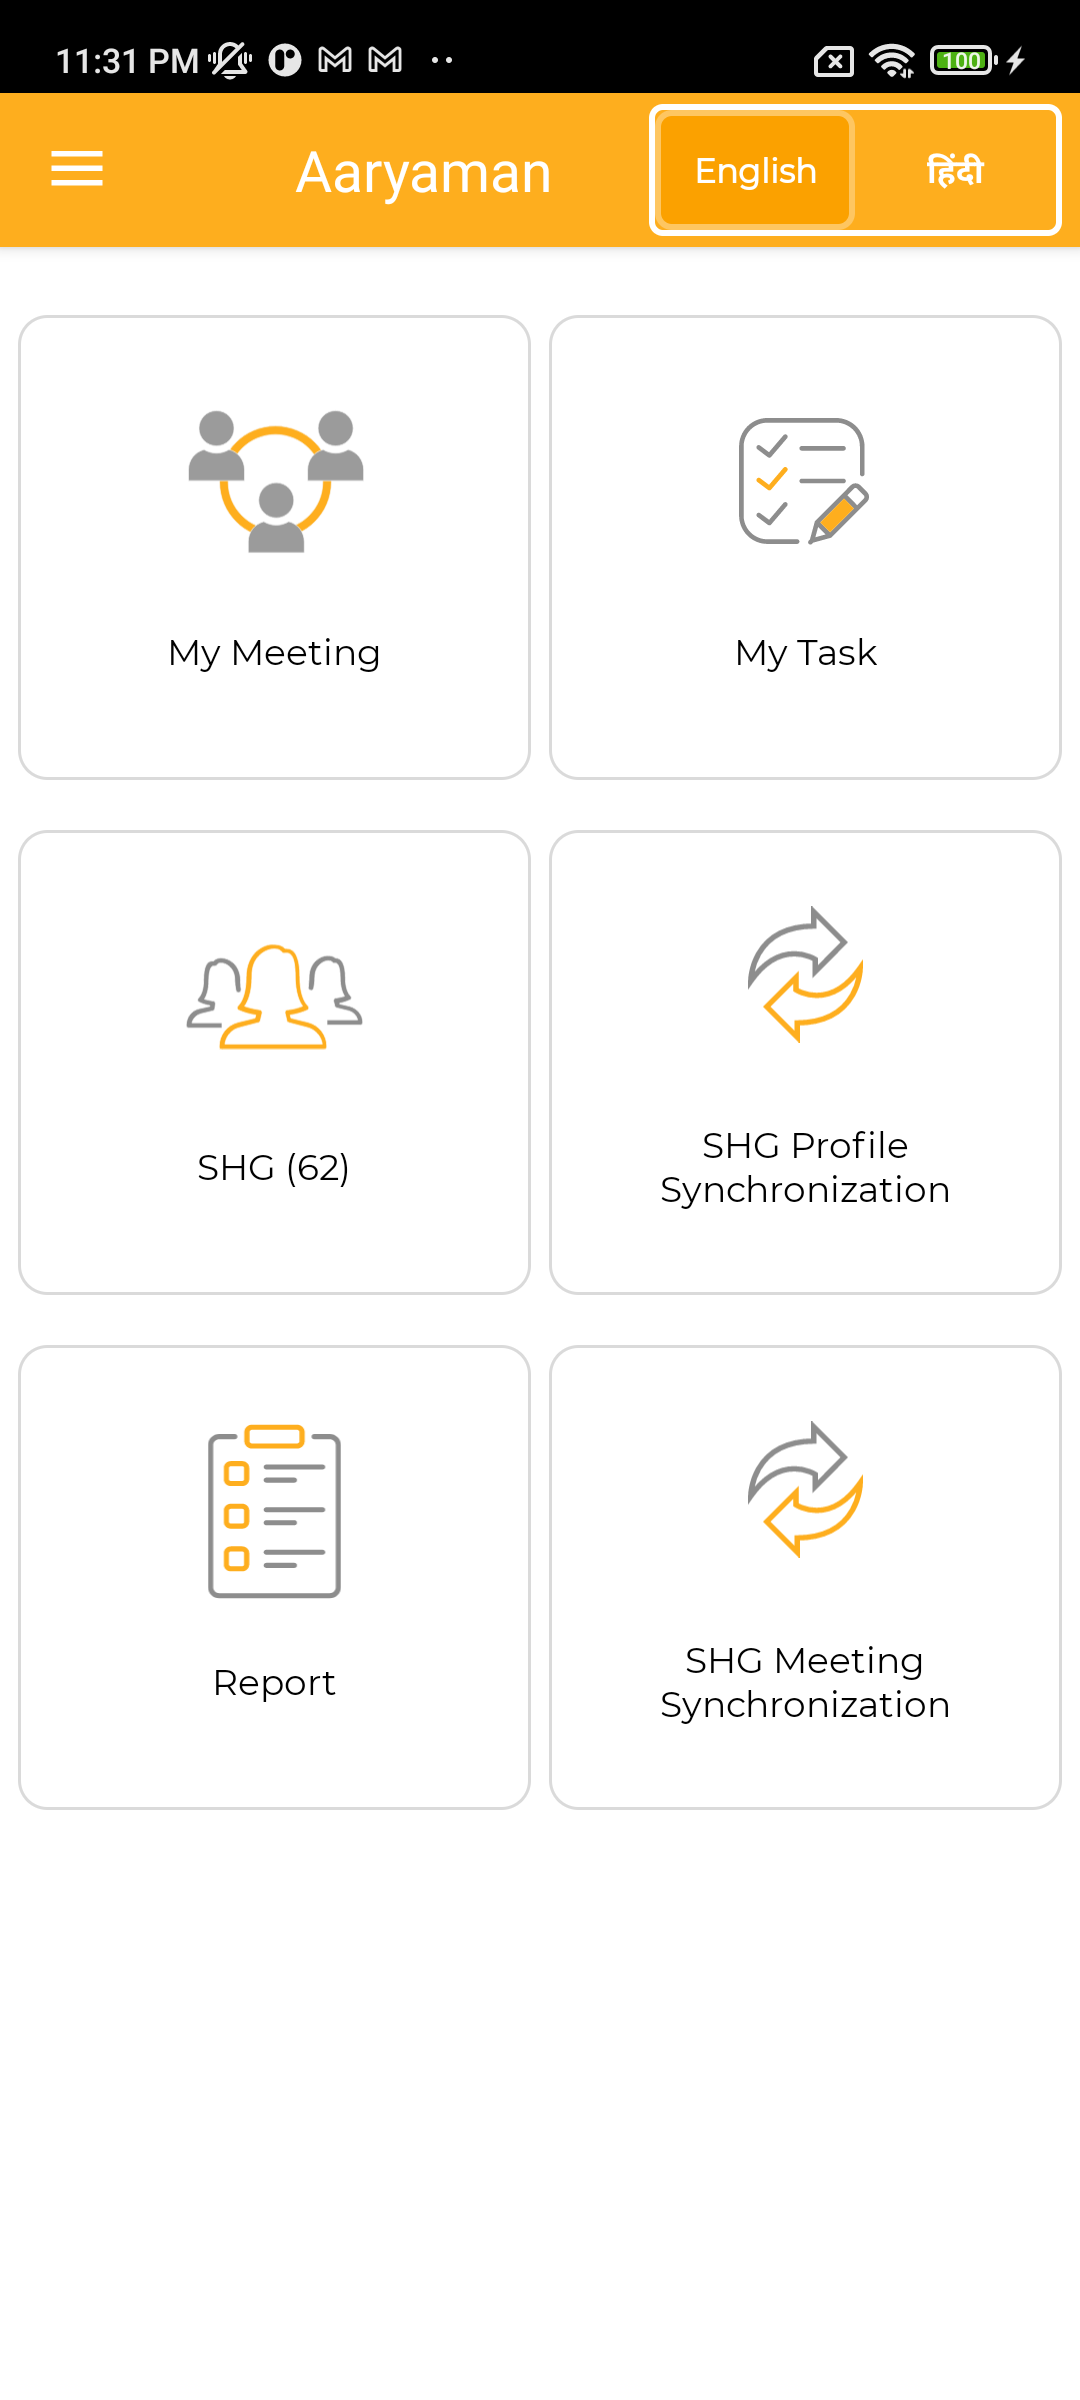 11:31 PM
100
Aaryaman
English
हिंदी
My Meeting
My Task
SHG (62)
SHG Profile
Synchronization
Report
SHG Meeting
Synchronization